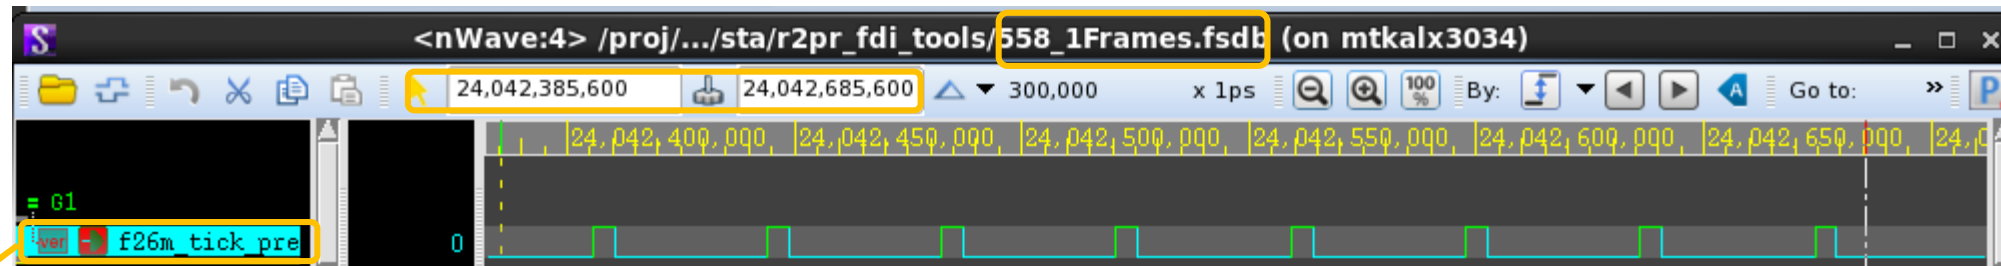 S <nWave:4> /proj/.../sta/r2pr_fdi_tools/558_1Frames.fsdb (on mtkalx3034)
24,042,385,600 24,042,685,600 300,000 x 1ps 100% By: A Go to: » P
24,042,400,000 24,042,450,000 24,042,500,000 24,042,550,000 24,042,600,000 24,042,650,000
= G1
ver f26m_tick_pre 0